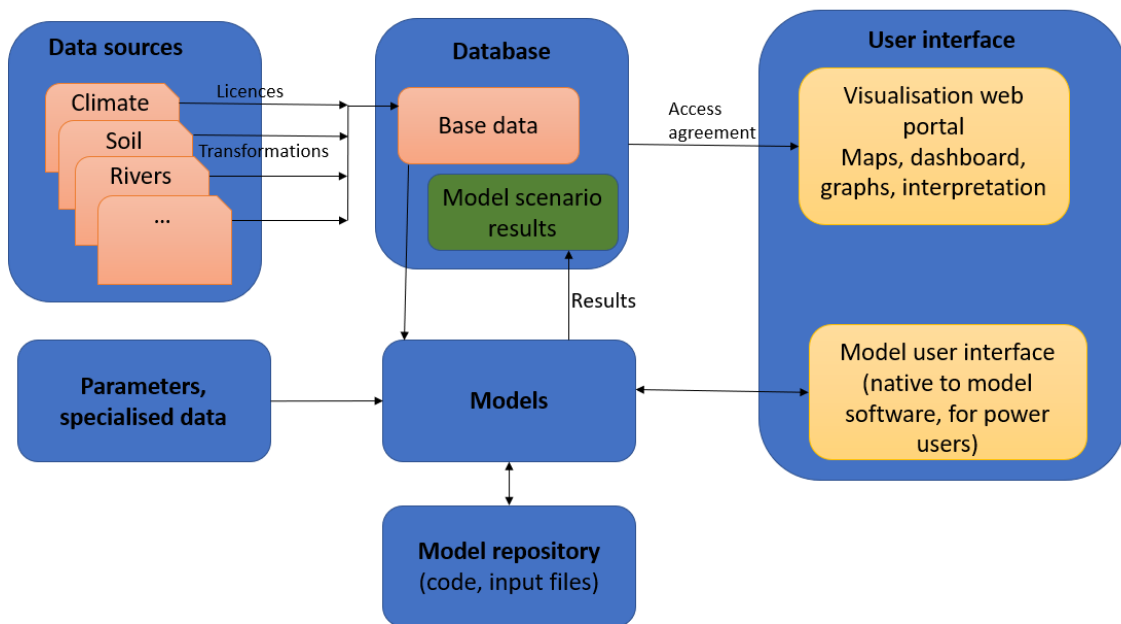 Data sources
Climate
Soil
Rivers
...
Licences
Transformations
Database
Base data
Model scenario
results
Access
agreement
User interface
Visualisation web
portal
Maps, dashboard,
graphs, interpretation
Results
Parameters,
specialised data
Models
Model user interface
(native to model
software, for power
users)
Model repository
(code, input files)